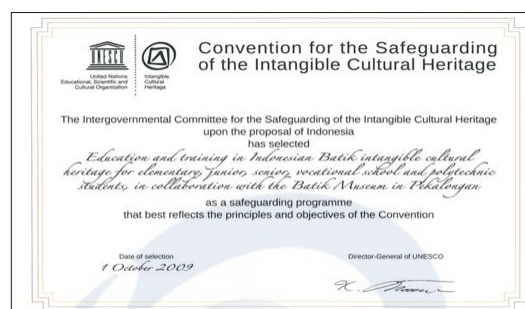 UNESCO
United Nations
Educational, Scientific and
Cultural Organization
Intangible
Cultural
Heritage
Convention for the Safeguarding
of the Intangible Cultural Heritage
The Intergovernmental Committee for the Safeguarding of the Intangible Cultural Heritage
upon the proposal of Indonesia
has selected
Education and training in Indonesian Batik intangible cultural
heritage for elementary, junior, senior, vocational school and polytechnic
students, in collaboration with the Batik Museum in Pekalongan
as a safeguarding programme
that best reflects the principles and objectives of the Convention
Date of selection
1 October 2009
Director-General of UNESCO